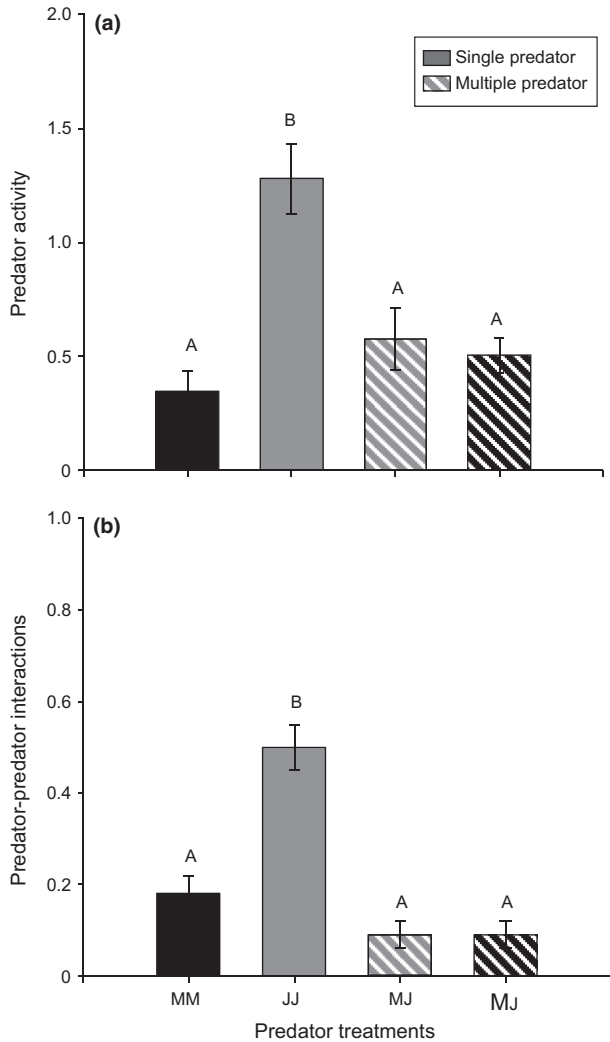 (a)
2.0
1.5
1.0
0.5
0
Predator activity
Single predator
Multiple predator
A
B
A
A
(b)
1.0
0.8
0.6
0.4
0.2
0
Predator-predator interactions
A
B
A
A
MM JJ MJ MJ
Predator treatments